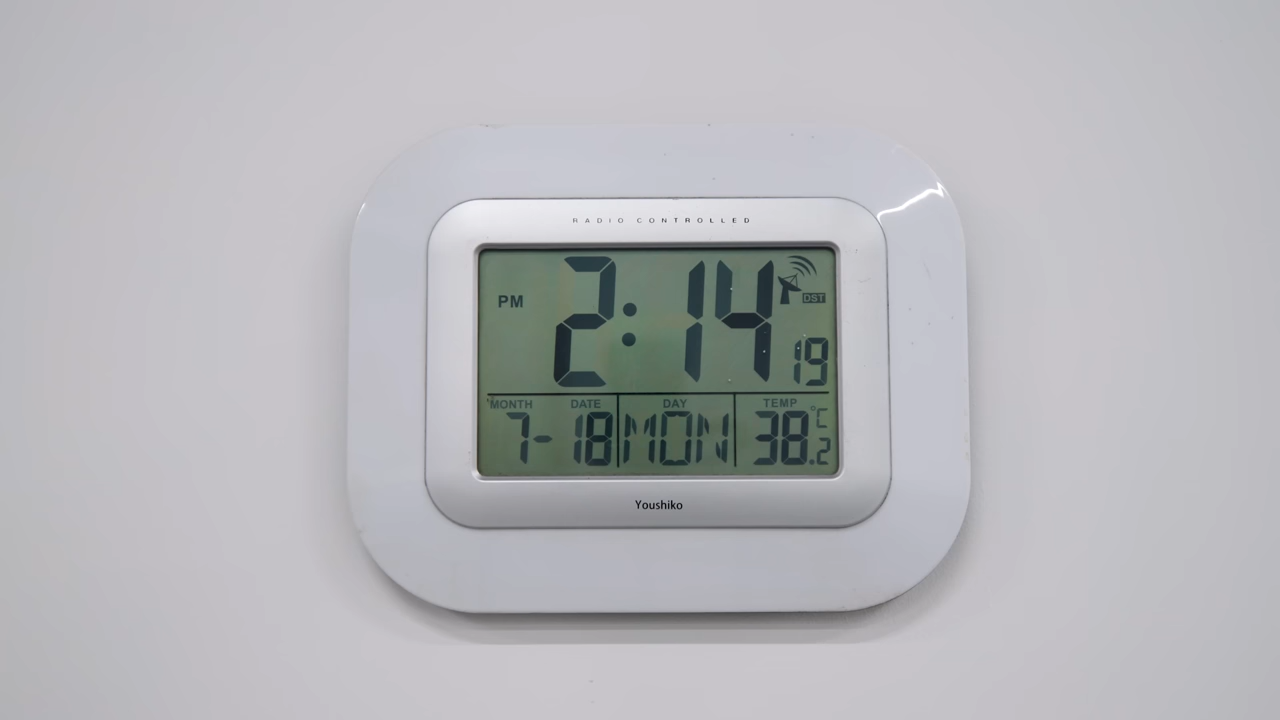 RADIO CONTROLLED
PM 2:14 19 DST
MONTH DATE DAY TEMP
7-18 MON 38.2 °C
Youshiko